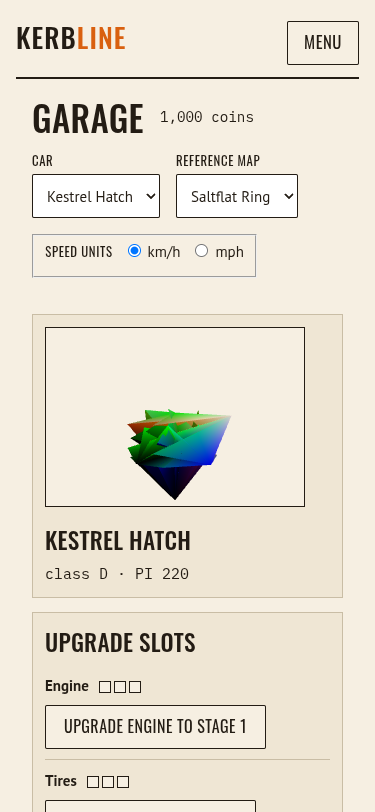 KERBLINE
MENU
GARAGE 1,000 coins
CAR REFERENCE MAP
Kestrel Hatch Saltflat Ring
SPEED UNITS km/h mph
KESTREL HATCH
class D · PI 220
UPGRADE SLOTS
Engine
UPGRADE ENGINE TO STAGE 1
Tires